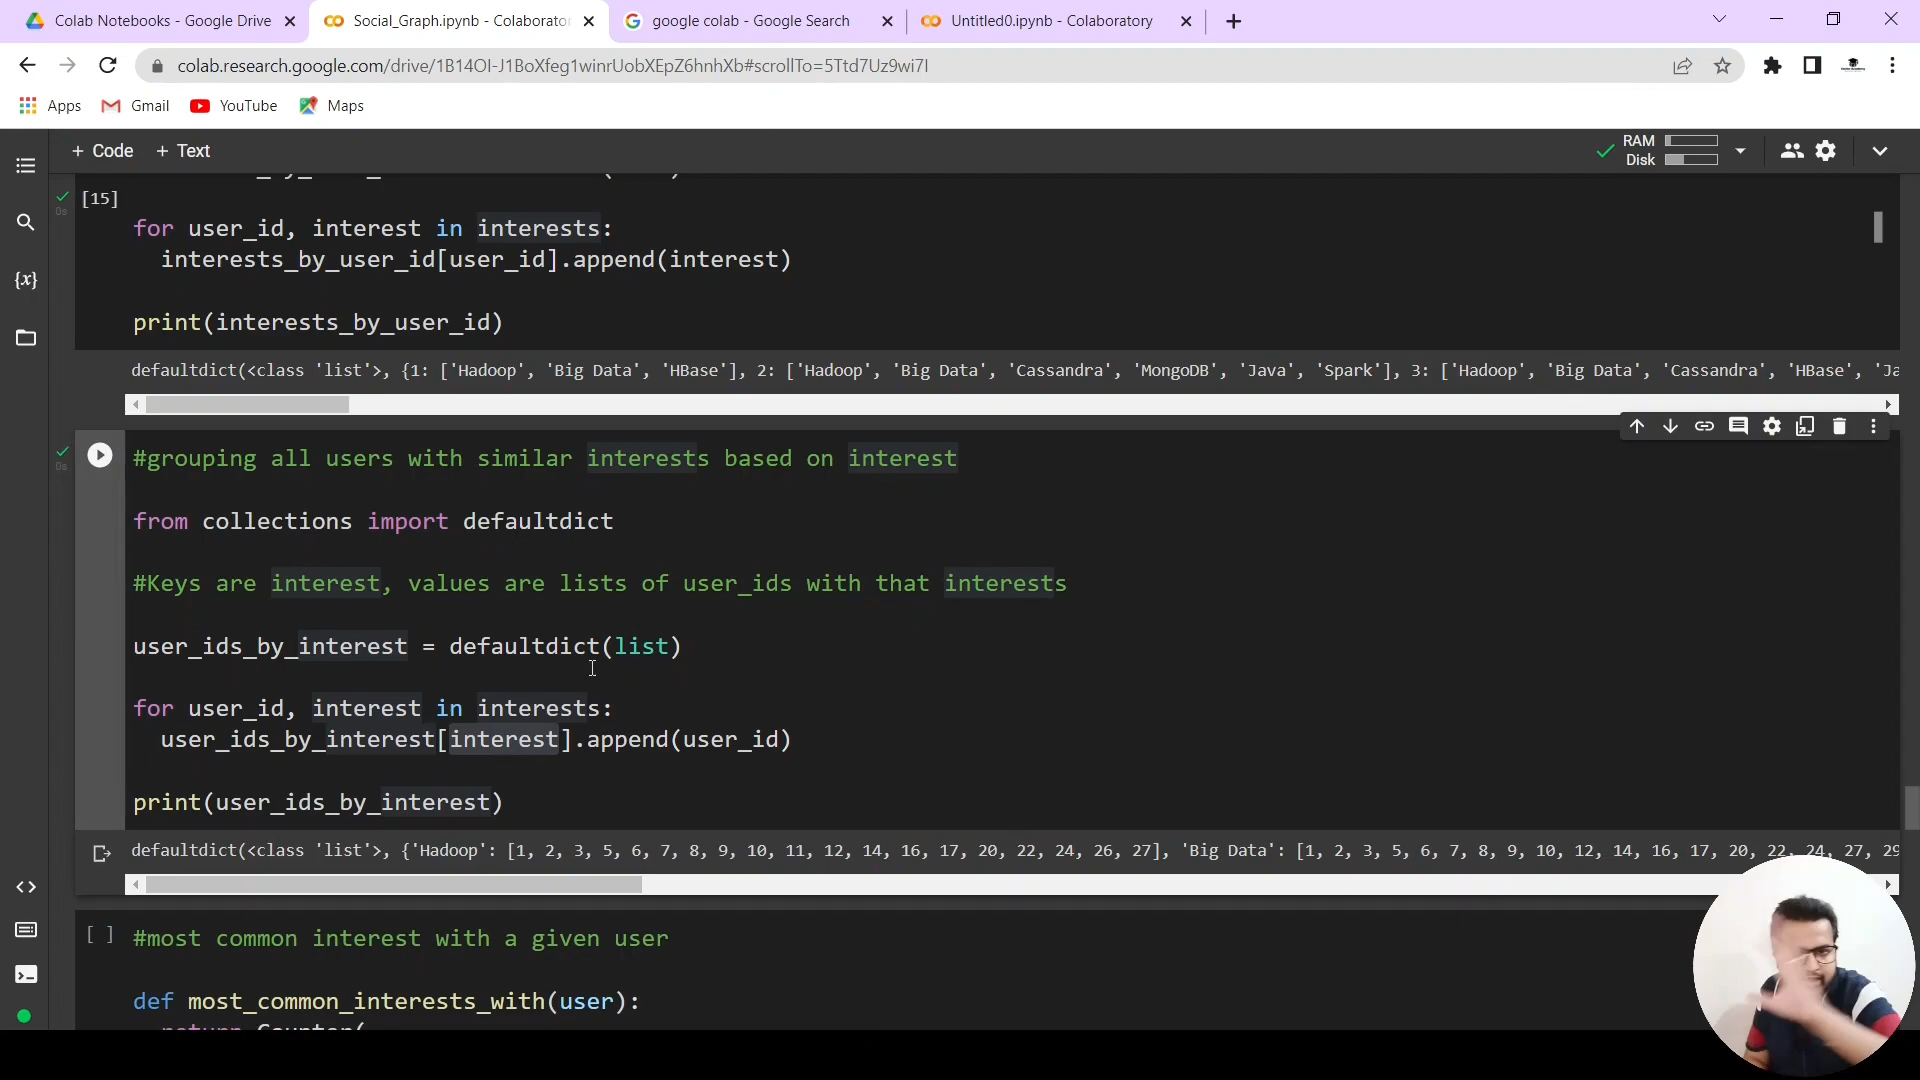 Colab Notebooks - Google Drive
Social_Graph.ipynb - Colaborator
google colab - Google Search
Untitled0.ipynb - Colaboratory
colab.research.google.com/drive/1B14OI-J1BoXfeg1winrUobXEpZ6hnhXb#scrollTo=5Ttd7Uz9wi7I
Apps Gmail YouTube Maps
+ Code + Text
RAM
Disk
[15]
0s
for user_id, interest in interests:
interests_by_user_id[user_id].append(interest)
print(interests_by_user_id)
defaultdict(<class 'list'>, {1: ['Hadoop', 'Big Data', 'HBase'], 2: ['Hadoop', 'Big Data', 'Cassandra', 'MongoDB', 'Java', 'Spark'], 3: ['Hadoop', 'Big Data', 'Cassandra', 'HBase', 'Ja
0s
#grouping all users with similar interests based on interest
from collections import defaultdict
#Keys are interest, values are lists of user_ids with that interests
user_ids_by_interest = defaultdict(list)
for user_id, interest in interests:
user_ids_by_interest[interest].append(user_id)
print(user_ids_by_interest)
defaultdict(<class 'list'>, {'Hadoop': [1, 2, 3, 5, 6, 7, 8, 9, 10, 11, 12, 14, 16, 17, 20, 22, 24, 26, 27], 'Big Data': [1, 2, 3, 5, 6, 7, 8, 9, 10, 12, 14, 16, 17, 20, 22, 24, 27, 29
[ ]
#most common interest with a given user
def most_common_interests_with(user):
return Counter(